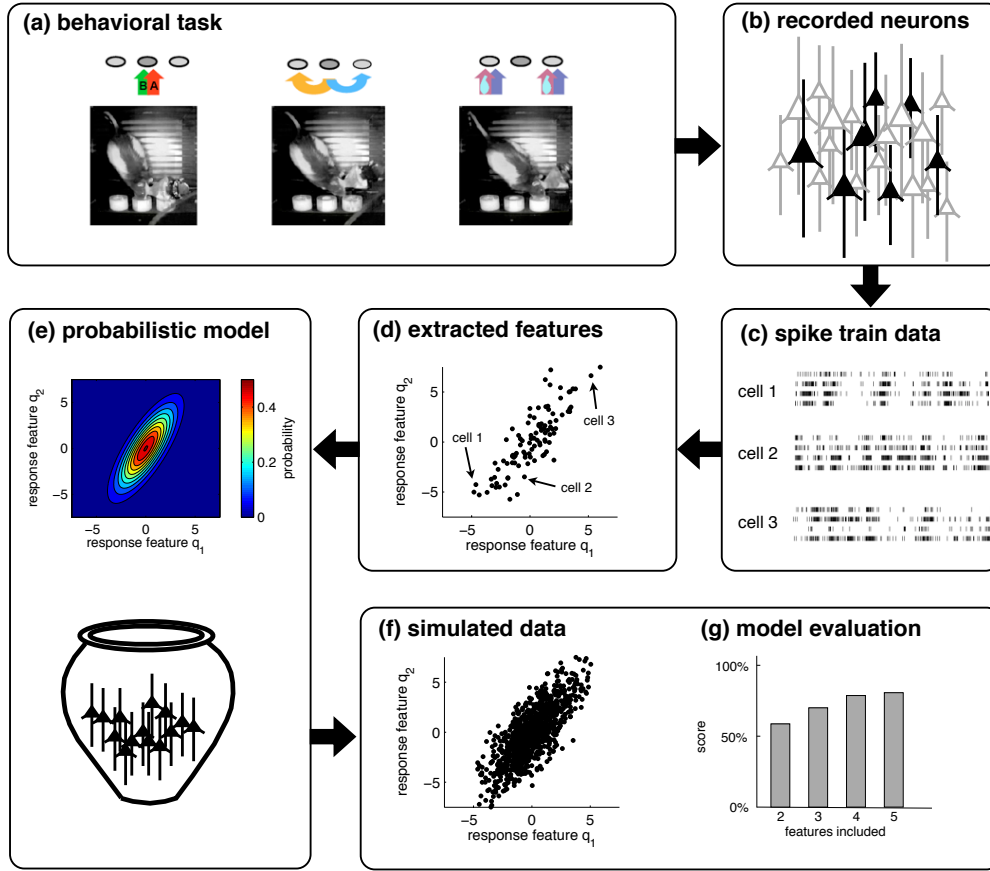 (a) behavioral task
B A
(b) recorded neurons
(c) spike train data
cell 1
cell 2
cell 3
(d) extracted features
response feature q2
5
0
−5
−5 0 5
response feature q1
cell 1
cell 2
cell 3
(e) probabilistic model
response feature q2
5
0
−5
−5 0 5
response feature q1
0.4
0.2
0
probability
(f) simulated data
response feature q2
5
0
−5
−5 0 5
response feature q1
(g) model evaluation
100%
50%
0%
score
2 3 4 5
features included